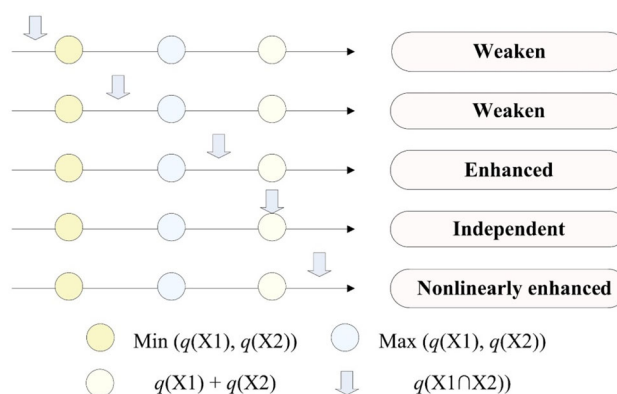 Weaken
Weaken
Enhanced
Independent
Nonlinearly enhanced
Min (q(X1), q(X2))
Max (q(X1), q(X2))
q(X1) + q(X2)
q(X1∩X2))